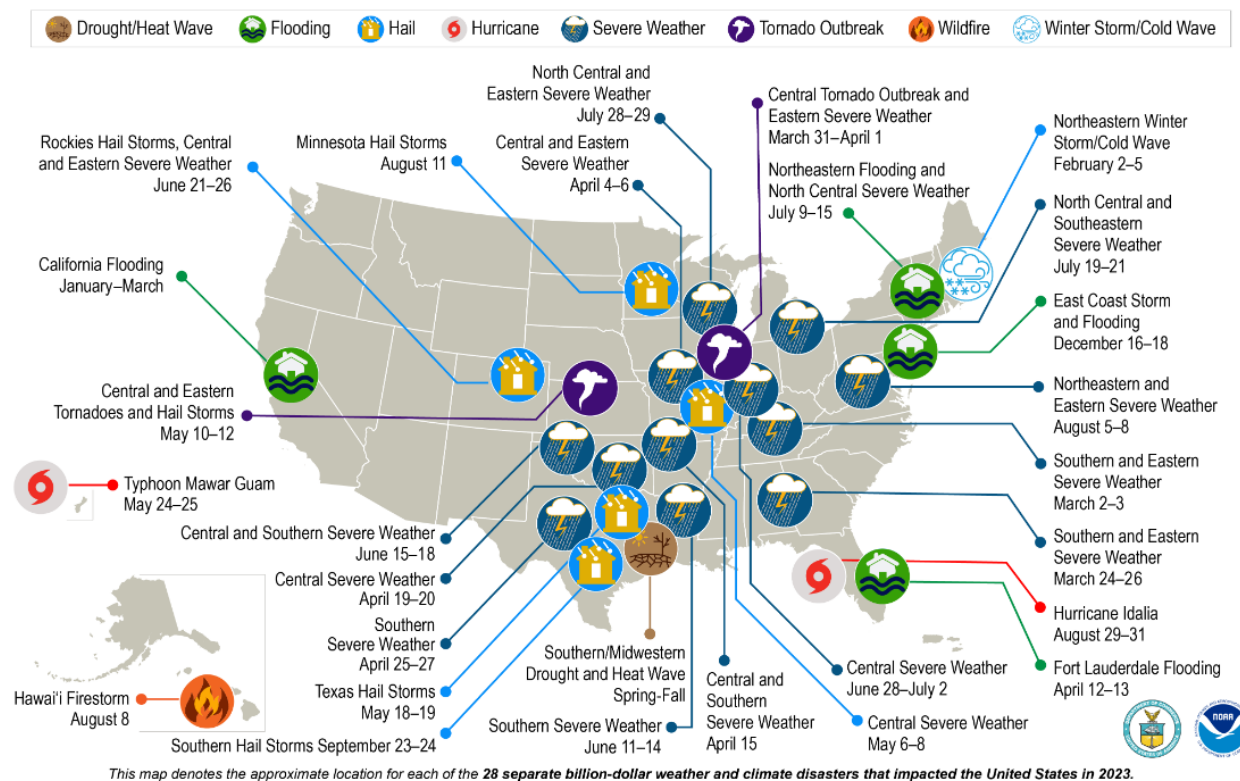 Drought/Heat Wave
Flooding
Hail
Hurricane
Severe Weather
Tornado Outbreak
Wildfire
Winter Storm/Cold Wave
North Central and
Eastern Severe Weather
July 28–29
Central Tornado Outbreak and
Eastern Severe Weather
March 31–April 1
Northeastern Winter
Storm/Cold Wave
February 2–5
Rockies Hail Storms, Central
and Eastern Severe Weather
June 21–26
Minnesota Hail Storms
August 11
Central and Eastern
Severe Weather
April 4–6
Northeastern Flooding and
North Central Severe Weather
July 9–15
North Central and
Southeastern
Severe Weather
July 19–21
California Flooding
January–March
East Coast Storm
and Flooding
December 16–18
Central and Eastern
Tornadoes and Hail Storms
May 10–12
Northeastern and
Eastern Severe Weather
August 5–8
Southern and Eastern
Severe Weather
March 2–3
Typhoon Mawar Guam
May 24–25
Central and Southern Severe Weather
June 15–18
Southern and Eastern
Severe Weather
March 24–26
Central Severe Weather
April 19–20
Hurricane Idalia
August 29–31
Southern
Severe Weather
April 25–27
Southern/Midwestern
Drought and Heat Wave
Spring-Fall
Central and
Southern
Severe Weather
April 15
Central Severe Weather
June 28–July 2
Fort Lauderdale Flooding
April 12–13
Hawai‘i Firestorm
August 8
Texas Hail Storms
May 18–19
Southern Severe Weather
June 11–14
Central Severe Weather
May 6–8
Southern Hail Storms September 23–24
NOAA
This map denotes the approximate location for each of the 28 separate billion-dollar weather and climate disasters that impacted the United States in 2023.